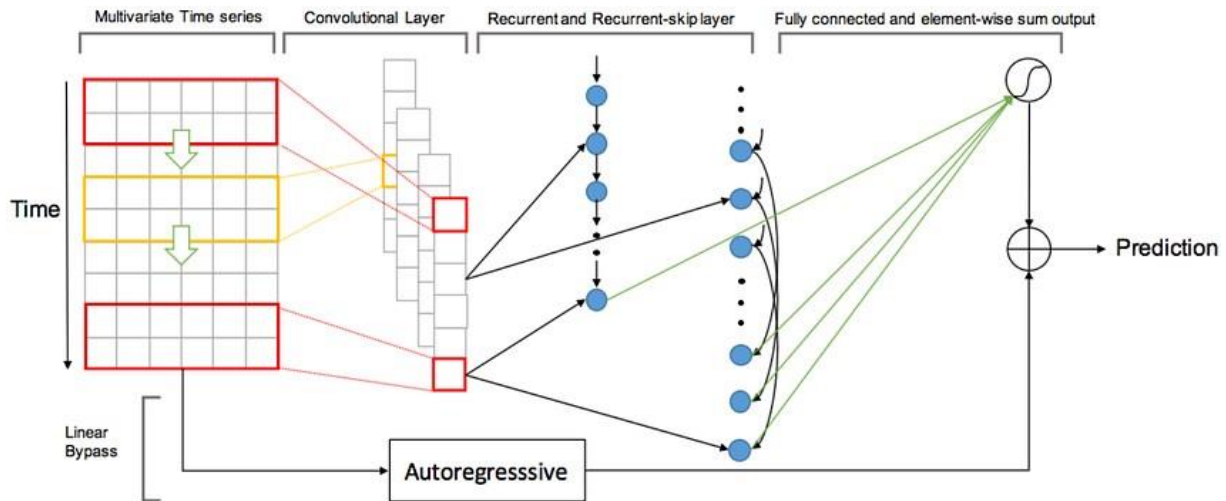 Multivariate Time series
Convolutional Layer
Recurrent and Recurrent-skip layer
Fully connected and element-wise sum output
Time
Prediction
Linear
Bypass
Autoregresssive